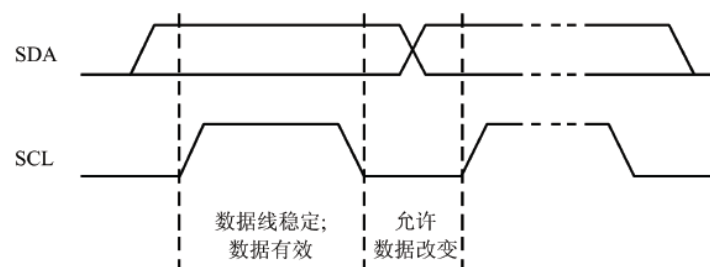 SDA
SCL
数据线稳定;
数据有效
允许
数据改变